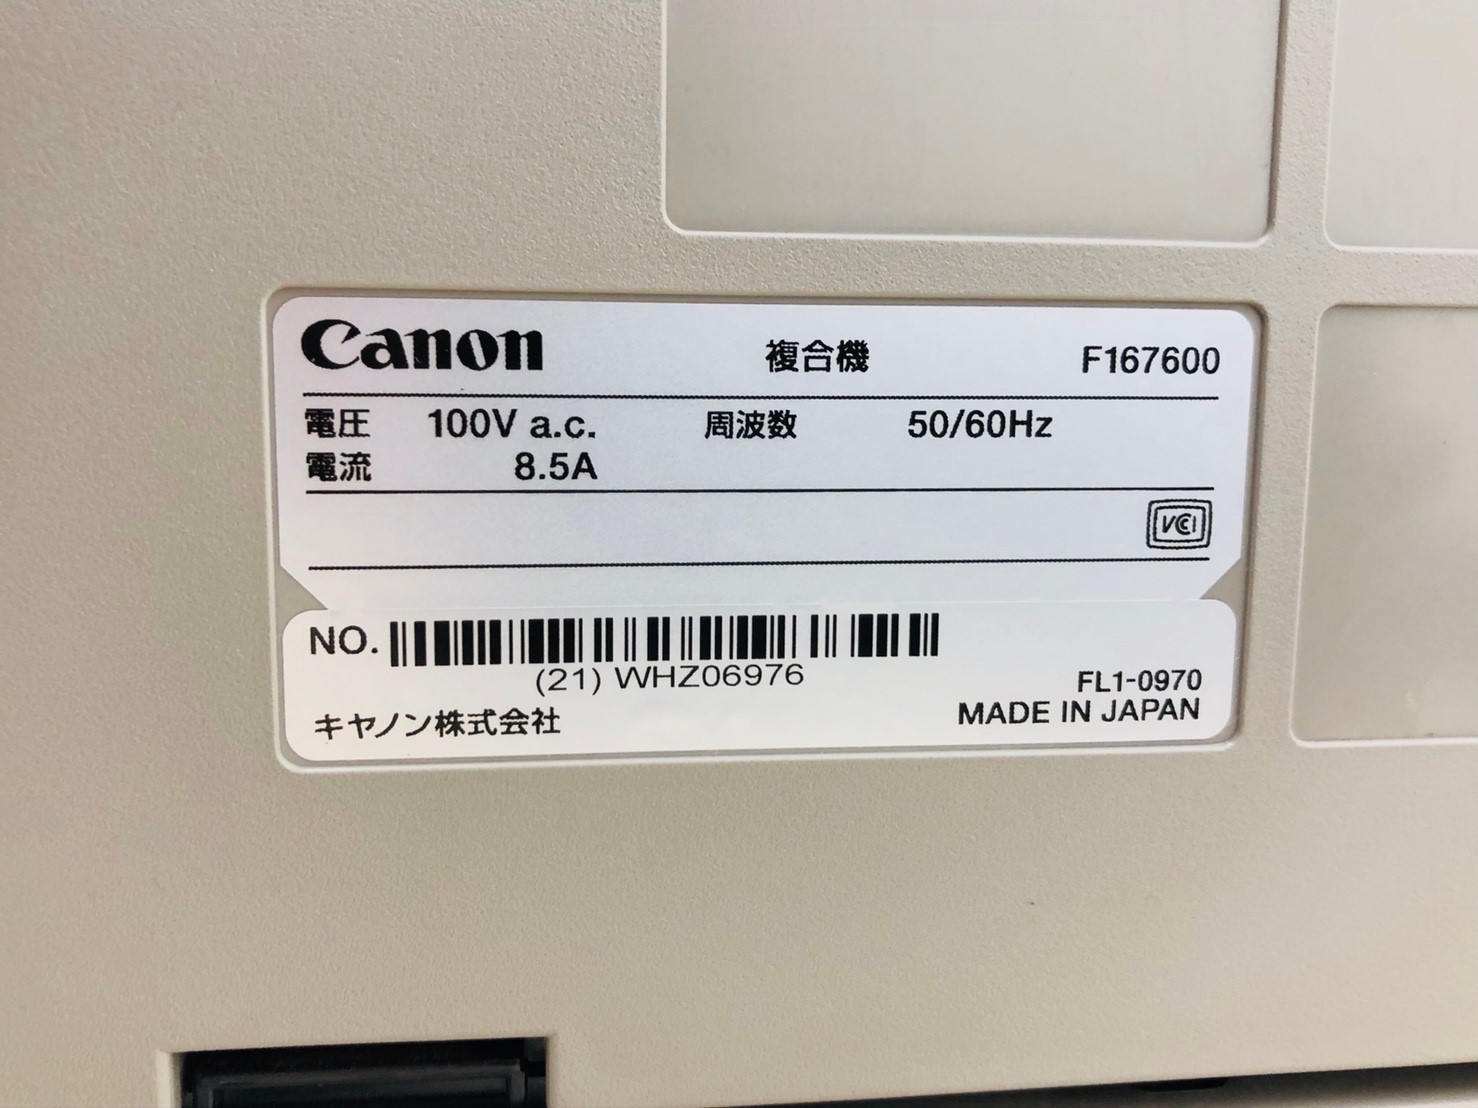 Canon 複合機 F167600
電圧 100V a.c. 周波数 50/60Hz
電流 8.5A
VCCI
NO.
(21) WHZ06976
FL1-0970
キヤノン株式会社 MADE IN JAPAN